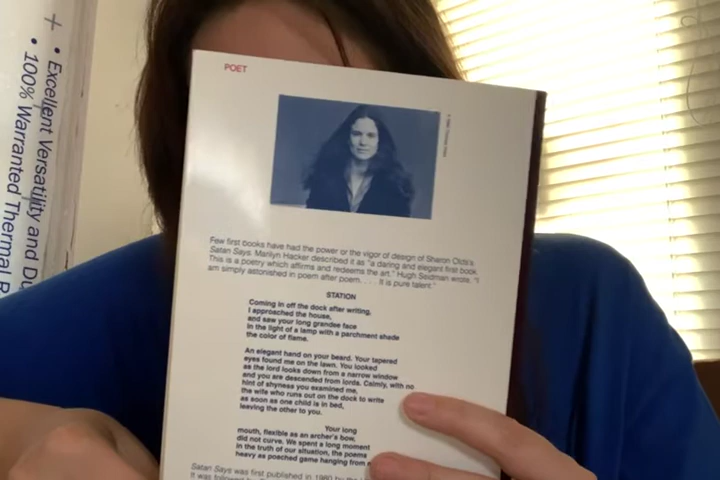 • Excellent Versatility and Du
• 100% Warranted Thermal R
POET
Few first books have had the power or the vigor of design of Sharon Olds's
Satan Says. Marilyn Hacker described it as "a daring and elegant first book.
This is a poetry which affirms and redeems the art." Hugh Seidman wrote, "I
am simply astonished in poem after poem. . . . It is pure talent."
STATION
Coming in off the dock after writing,
I approached the house,
and saw your long grandee face
in the light of a lamp with a parchment shade
the color of flame.
An elegant hand on your beard. Your tapered
eyes found me on the lawn. You looked
as the lord looks down from a narrow window
and you are descended from lords. Calmly, with no
hint of shyness you examined me,
the wife who runs out on the dock to write
as soon as one child is in bed,
leaving the other to you.
Your long
mouth, flexible as an archer's bow,
did not curve. We spent a long moment
in the truth of our situation, the poems
heavy as poached game hanging from
Satan Says was first published in 1980 by the
It was followed by